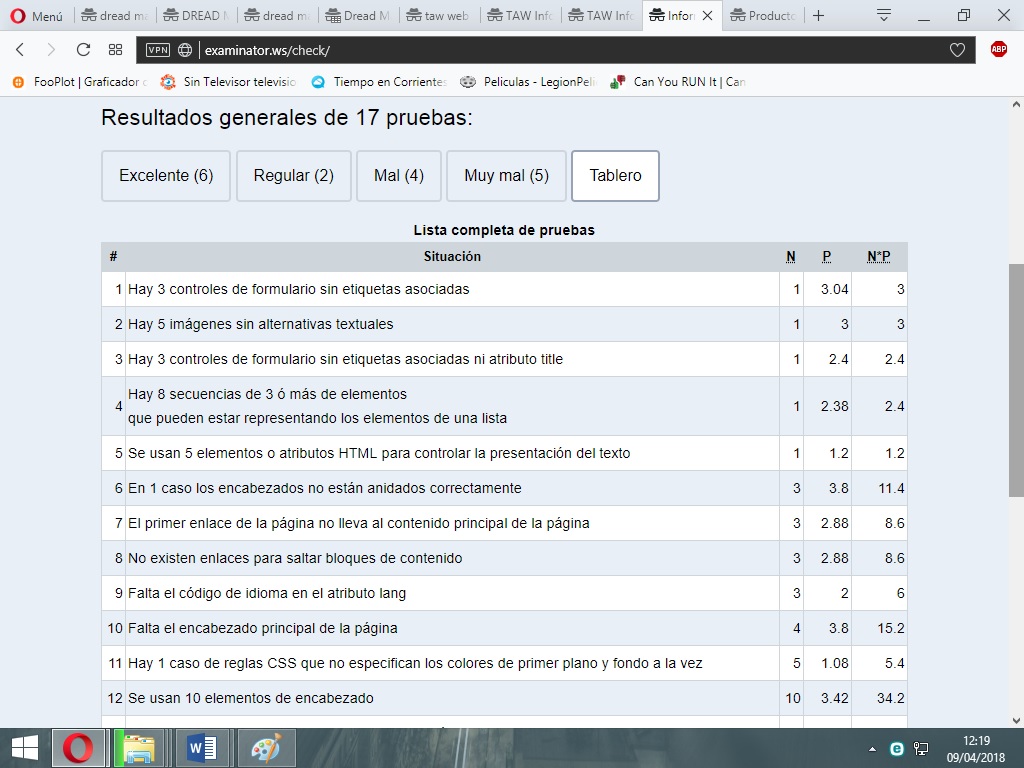 Menú dread ma DREAD M dread ma Dread M taw web TAW Info TAW Info Inform Producto
VPN examinator.ws/check/ ABP
FooPlot | Graficador Sin Televisor televisio Tiempo en Corrientes Peliculas - LegionPeli Can You RUN It | Can
Resultados generales de 17 pruebas:
Excelente (6) Regular (2) Mal (4) Muy mal (5) Tablero
Lista completa de pruebas
# Situación N P N*P
1 Hay 3 controles de formulario sin etiquetas asociadas 1 3.04 3
2 Hay 5 imágenes sin alternativas textuales 1 3 3
3 Hay 3 controles de formulario sin etiquetas asociadas ni atributo title 1 2.4 2.4
4 Hay 8 secuencias de 3 ó más de elementos
que pueden estar representando los elementos de una lista 1 2.38 2.4
5 Se usan 5 elementos o atributos HTML para controlar la presentación del texto 1 1.2 1.2
6 En 1 caso los encabezados no están anidados correctamente 3 3.8 11.4
7 El primer enlace de la página no lleva al contenido principal de la página 3 2.88 8.6
8 No existen enlaces para saltar bloques de contenido 3 2.88 8.6
9 Falta el código de idioma en el atributo lang 3 2 6
10 Falta el encabezado principal de la página 4 3.8 15.2
11 Hay 1 caso de reglas CSS que no especifican los colores de primer plano y fondo a la vez 5 1.08 5.4
12 Se usan 10 elementos de encabezado 10 3.42 34.2
12:19
09/04/2018